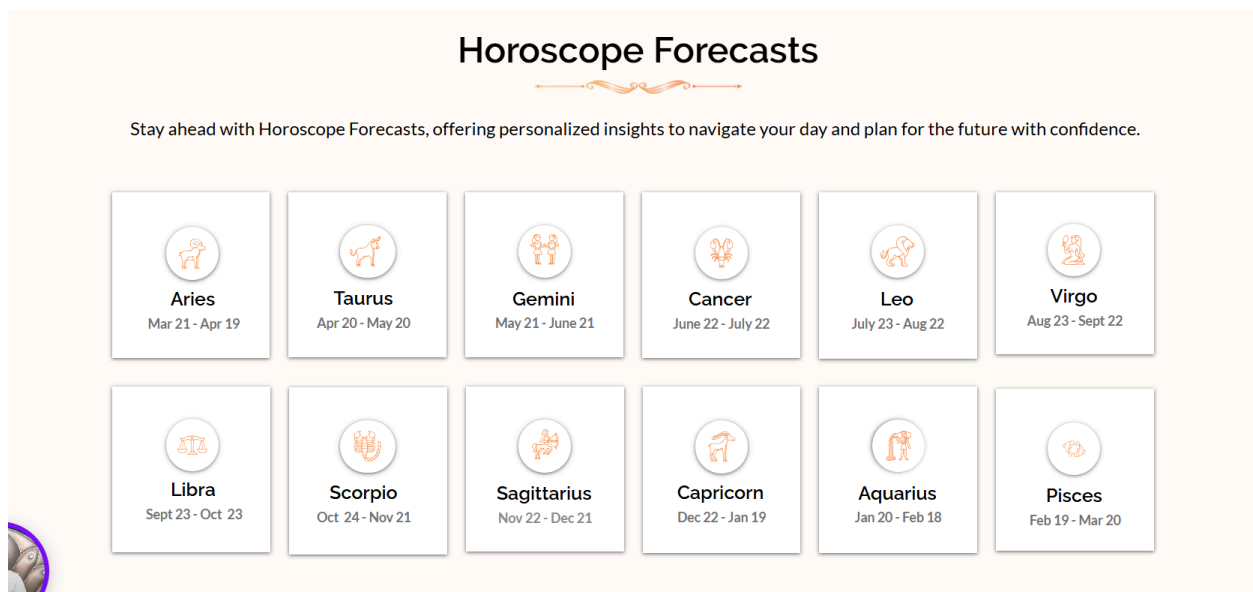 Horoscope Forecasts
Stay ahead with Horoscope Forecasts, offering personalized insights to navigate your day and plan for the future with confidence.
Aries
Mar 21 - Apr 19
Taurus
Apr 20 - May 20
Gemini
May 21 - June 21
Cancer
June 22 - July 22
Leo
July 23 - Aug 22
Virgo
Aug 23 - Sept 22
Libra
Sept 23 - Oct 23
Scorpio
Oct 24 - Nov 21
Sagittarius
Nov 22 - Dec 21
Capricorn
Dec 22 - Jan 19
Aquarius
Jan 20 - Feb 18
Pisces
Feb 19 - Mar 20